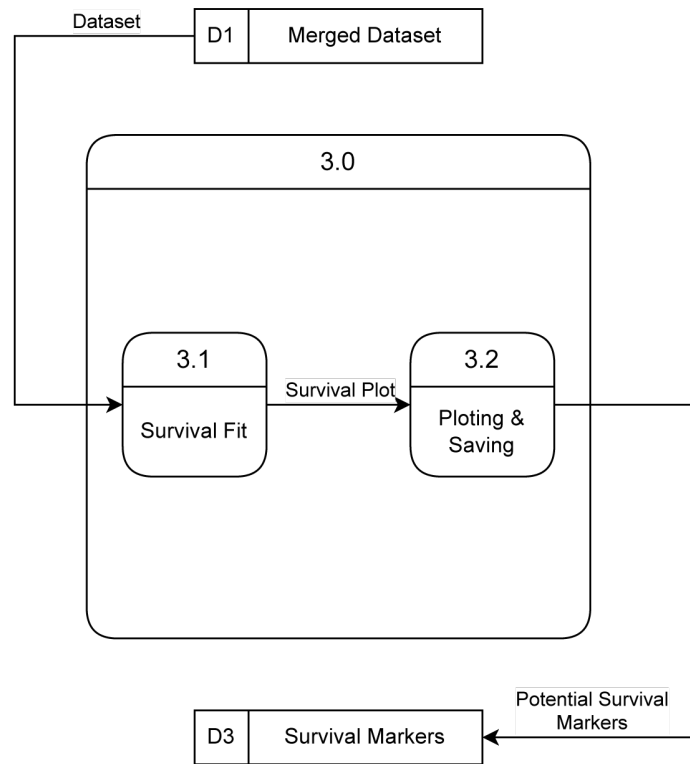 Dataset
D1
Merged Dataset
3.0
3.1
Survival Fit
Survival Plot
3.2
Ploting &
Saving
Potential Survival
Markers
D3
Survival Markers